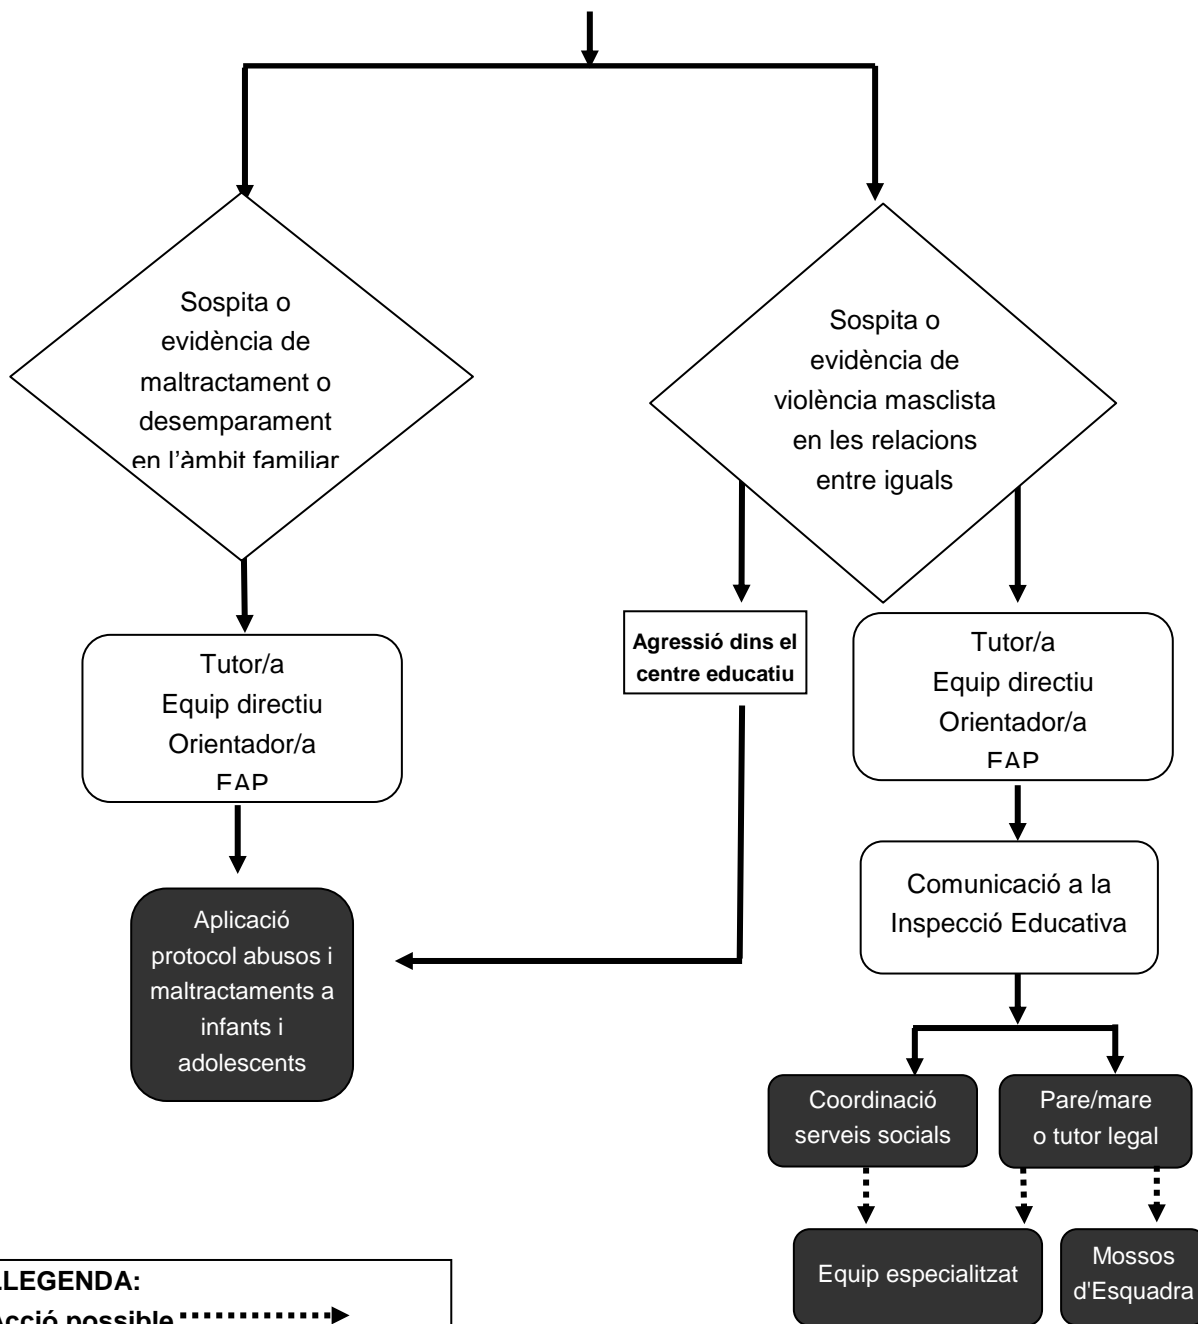 Sospita o
evidència de
maltractament o
desemparament
en l'àmbit familiar
Sospita o
evidència de
violència masclista
en les relacions
entre iguals
Agressió dins el
centre educatiu
Tutor/a
Equip directiu
Orientador/a
EAP
Tutor/a
Equip directiu
Orientador/a
EAP
Comunicació a la
Inspecció Educativa
Aplicació
protocol abusos i
maltractaments a
infants i
adolescents
Coordinació
serveis socials
Pare/mare
o tutor legal
Equip especialitzat
Mossos
d'Esquadra
LLEGENDA:
Acció possible